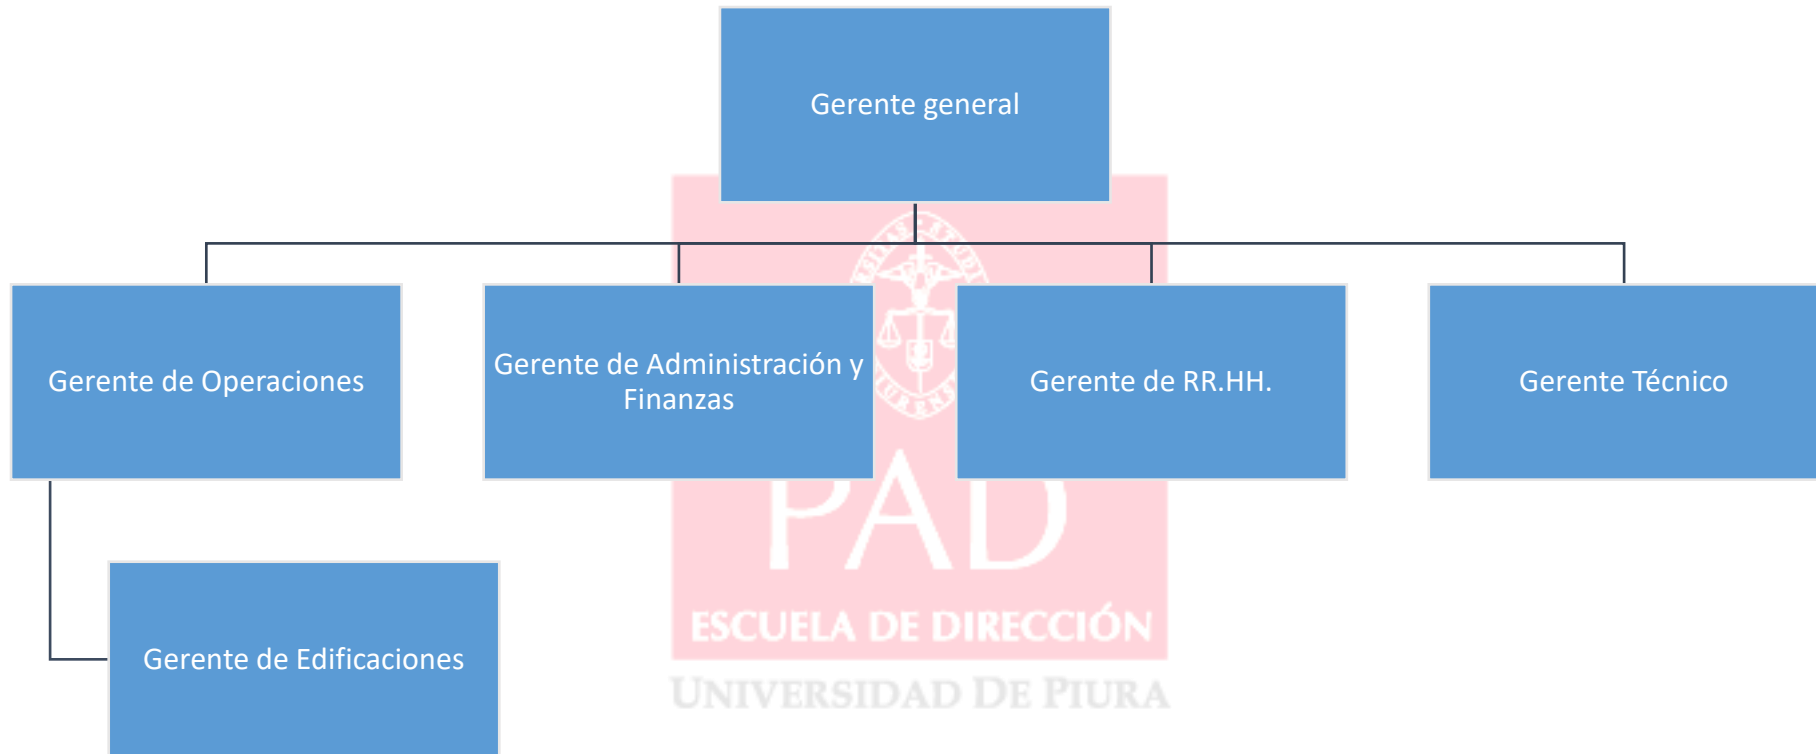 Gerente general
Gerente de Operaciones
Gerente de Administración y
Finanzas
Gerente de RR.HH.
Gerente Técnico
Gerente de Edificaciones
PAD
ESCUELA DE DIRECCIÓN
UNIVERSIDAD DE PIURA